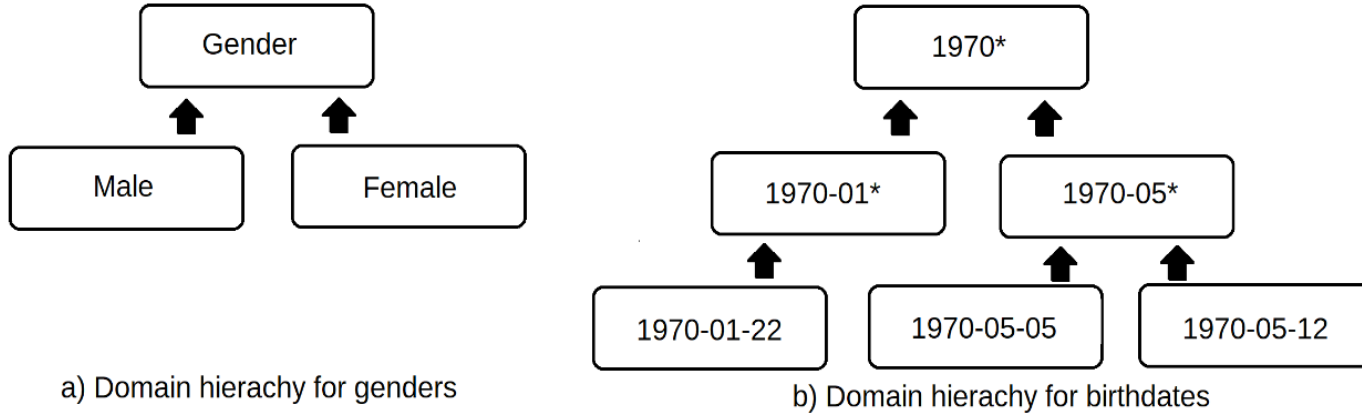 Gender
Male
Female
a) Domain hierachy for genders
1970*
1970-01*
1970-05*
1970-01-22
1970-05-05
1970-05-12
b) Domain hierachy for birthdates